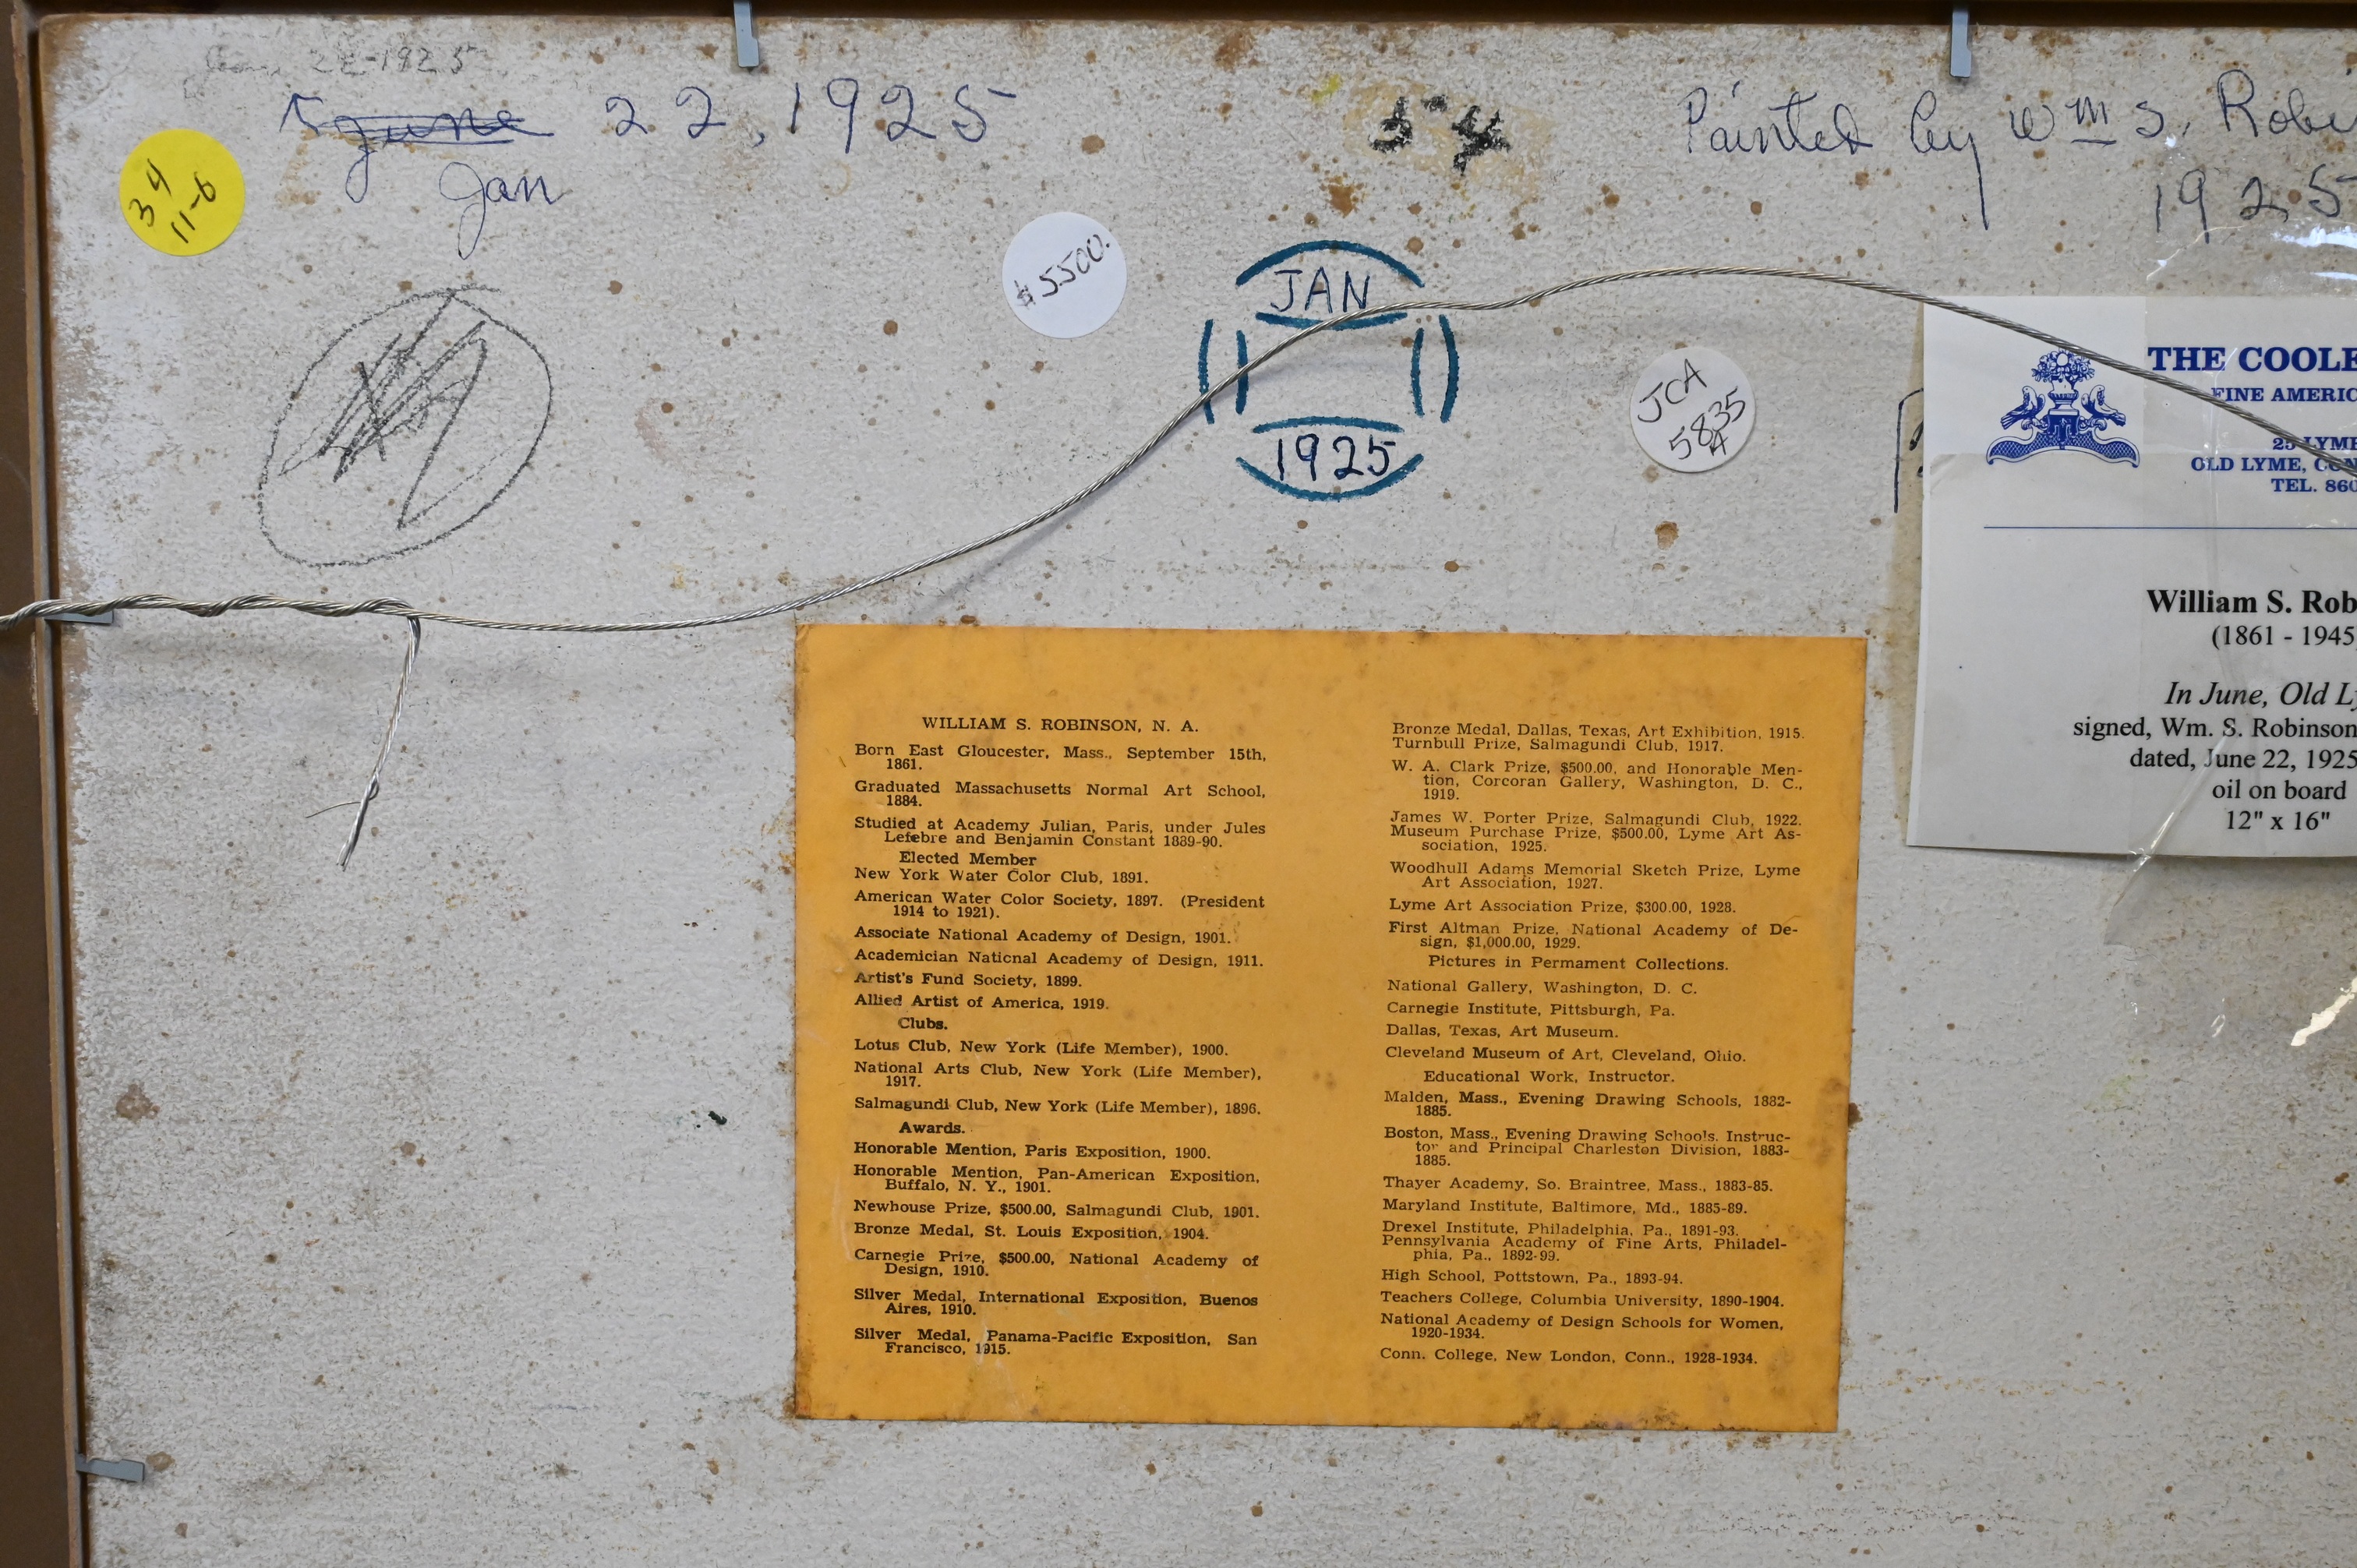 22-1925
June 22, 1925
Jan
34
11-6
$5500.
JAN
1925
JCA
5835
A
Painted by Wm S. Robi
1925
THE COOLE
FINE AMERIC
25 LYME
OLD LYME, CON
TEL. 860
William S. Rob
(1861 - 1945
In June, Old Ly
signed, Wm. S. Robinson
dated, June 22, 1925
oil on board
12" x 16"
WILLIAM S. ROBINSON, N. A.
Born East Gloucester, Mass., September 15th,
1861.
Graduated Massachusetts Normal Art School,
1884.
Studied at Academy Julian, Paris, under Jules
Lefebre and Benjamin Constant 1889-90.
Elected Member
New York Water Color Club, 1891.
American Water Color Society, 1897. (President
1914 to 1921).
Associate National Academy of Design, 1901.
Academician National Academy of Design, 1911.
Artist's Fund Society, 1899.
Allied Artist of America, 1919.
Clubs.
Lotus Club, New York (Life Member), 1900.
National Arts Club, New York (Life Member),
1917.
Salmagundi Club, New York (Life Member), 1896.
Awards.
Honorable Mention, Paris Exposition, 1900.
Honorable Mention, Pan-American Exposition,
Buffalo, N. Y., 1901.
Newhouse Prize, $500.00, Salmagundi Club, 1901.
Bronze Medal, St. Louis Exposition, 1904.
Carnegie Prize, $500.00, National Academy of
Design, 1910.
Silver Medal, International Exposition, Buenos
Aires, 1910.
Silver Medal, Panama-Pacific Exposition, San
Francisco, 1915.
Bronze Medal, Dallas, Texas, Art Exhibition, 1915.
Turnbull Prize, Salmagundi Club, 1917.
W. A. Clark Prize, $500.00, and Honorable Men-
tion, Corcoran Gallery, Washington, D. C.,
1919.
James W. Porter Prize, Salmagundi Club, 1922.
Museum Purchase Prize, $500.00, Lyme Art As-
sociation, 1925.
Woodhull Adams Memorial Sketch Prize, Lyme
Art Association, 1927.
Lyme Art Association Prize, $300.00, 1928.
First Altman Prize, National Academy of De-
sign, $1,000.00, 1929.
Pictures in Permament Collections.
National Gallery, Washington, D. C.
Carnegie Institute, Pittsburgh, Pa.
Dallas, Texas, Art Museum.
Cleveland Museum of Art, Cleveland, Ohio.
Educational Work, Instructor.
Malden, Mass., Evening Drawing Schools, 1882-
1885.
Boston, Mass., Evening Drawing Schools. Instruc-
tor and Principal Charleston Division, 1883-
1885.
Thayer Academy, So. Braintree, Mass., 1883-85.
Maryland Institute, Baltimore, Md., 1885-89.
Drexel Institute, Philadelphia, Pa., 1891-93.
Pennsylvania Academy of Fine Arts, Philadel-
phia, Pa., 1892-99.
High School, Pottstown, Pa., 1893-94.
Teachers College, Columbia University, 1890-1904.
National Academy of Design Schools for Women,
1920-1934.
Conn. College, New London, Conn., 1928-1934.